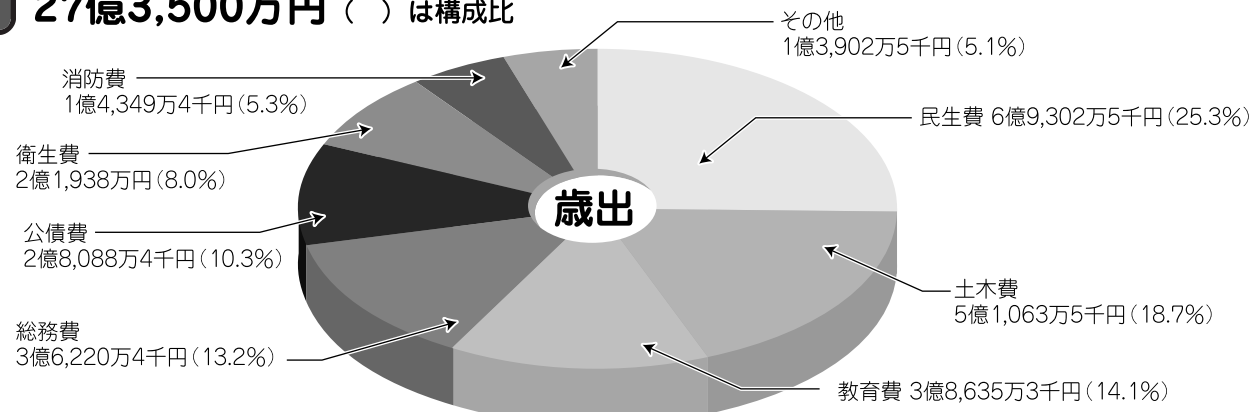 27億3,500万円（　）は構成比
その他
1億3,902万5千円（5.1%）
消防費
1億4,349万4千円（5.3%）
民生費 6億9,302万5千円（25.3%）
衛生費
2億1,938万円（8.0%）
歳出
公債費
2億8,088万4千円（10.3%）
土木費
5億1,063万5千円（18.7%）
総務費
3億6,220万4千円（13.2%）
教育費 3億8,635万3千円（14.1%）